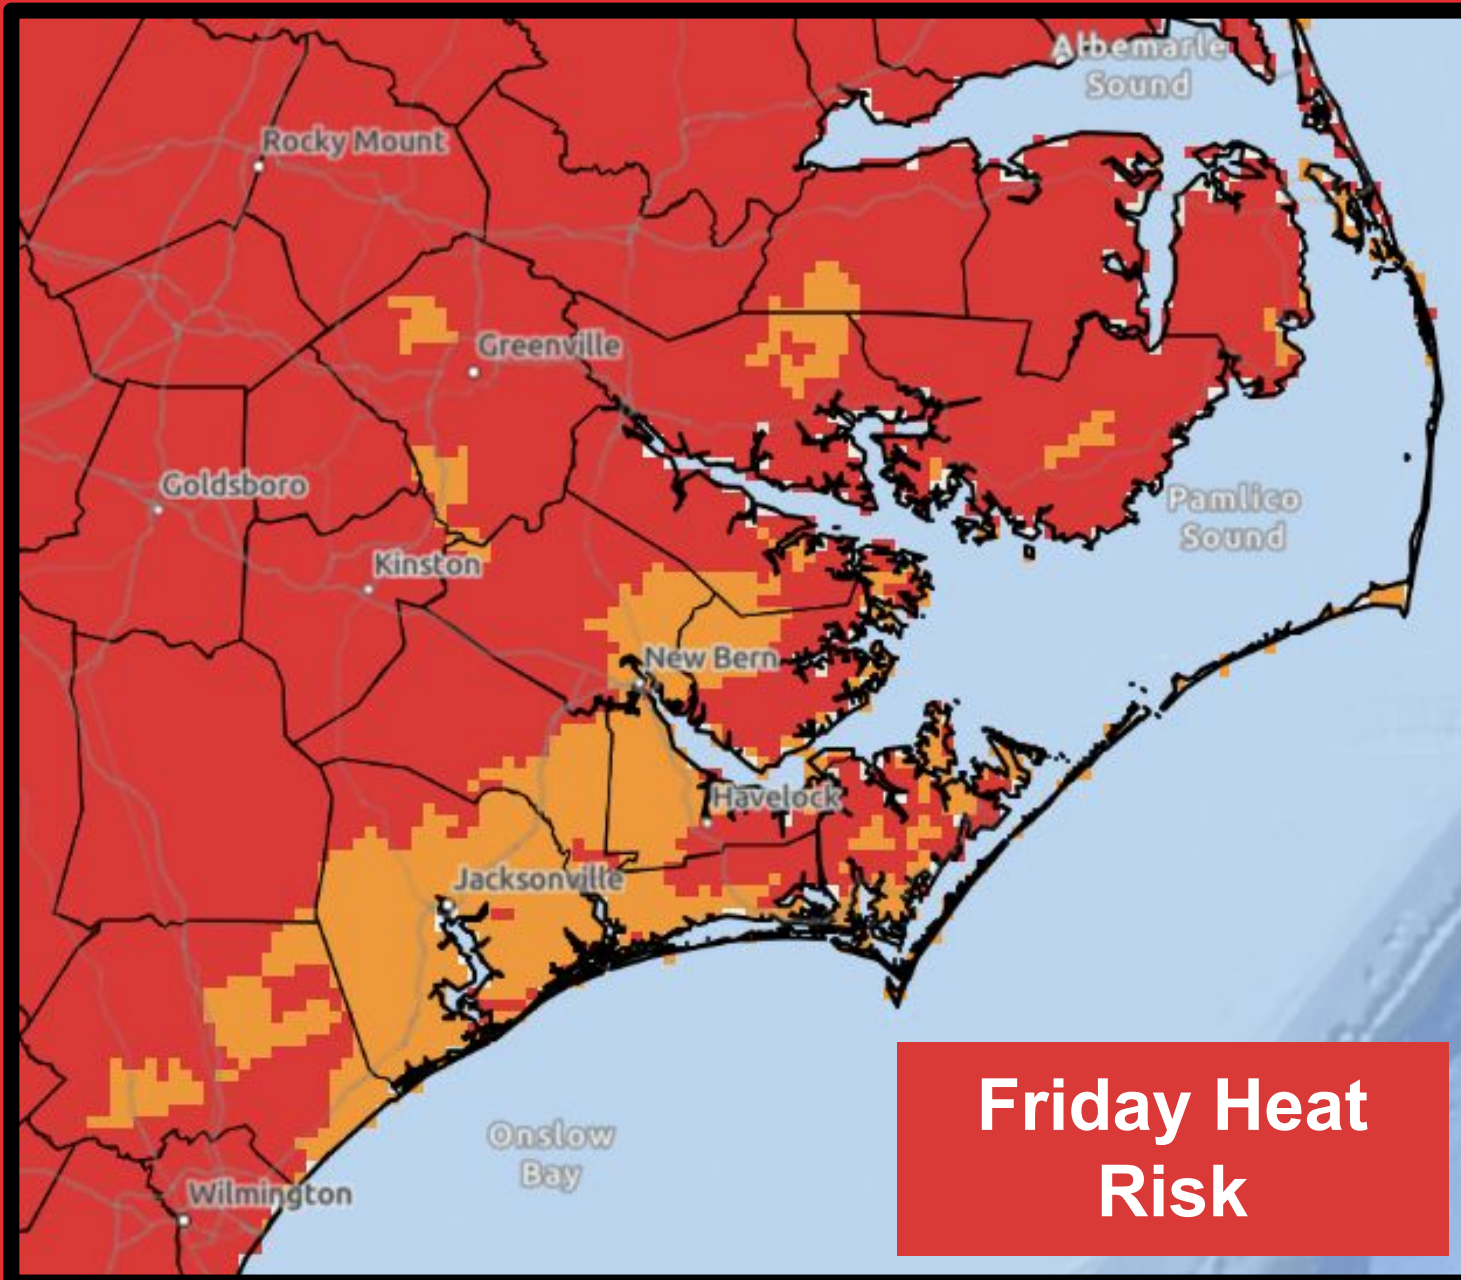 Albemarle
Sound
Rocky Mount
Greenville
Goldsboro
Pamlico
Sound
Kinston
New Bern
Havelock
Jacksonville
Onslow
Bay
Wilmington
Friday Heat
Risk